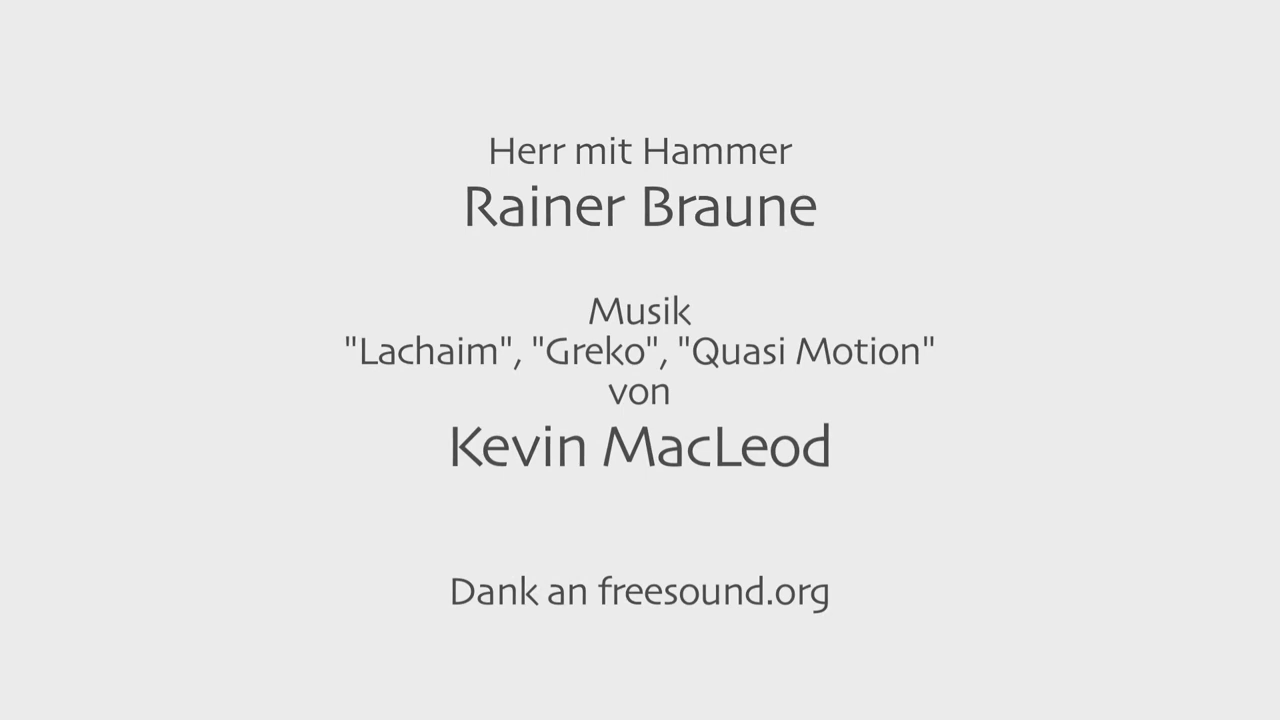 Herr mit Hammer
Rainer Braune
Musik
"Lachaim", "Greko", "Quasi Motion"
von
Kevin MacLeod
Dank an freesound.org